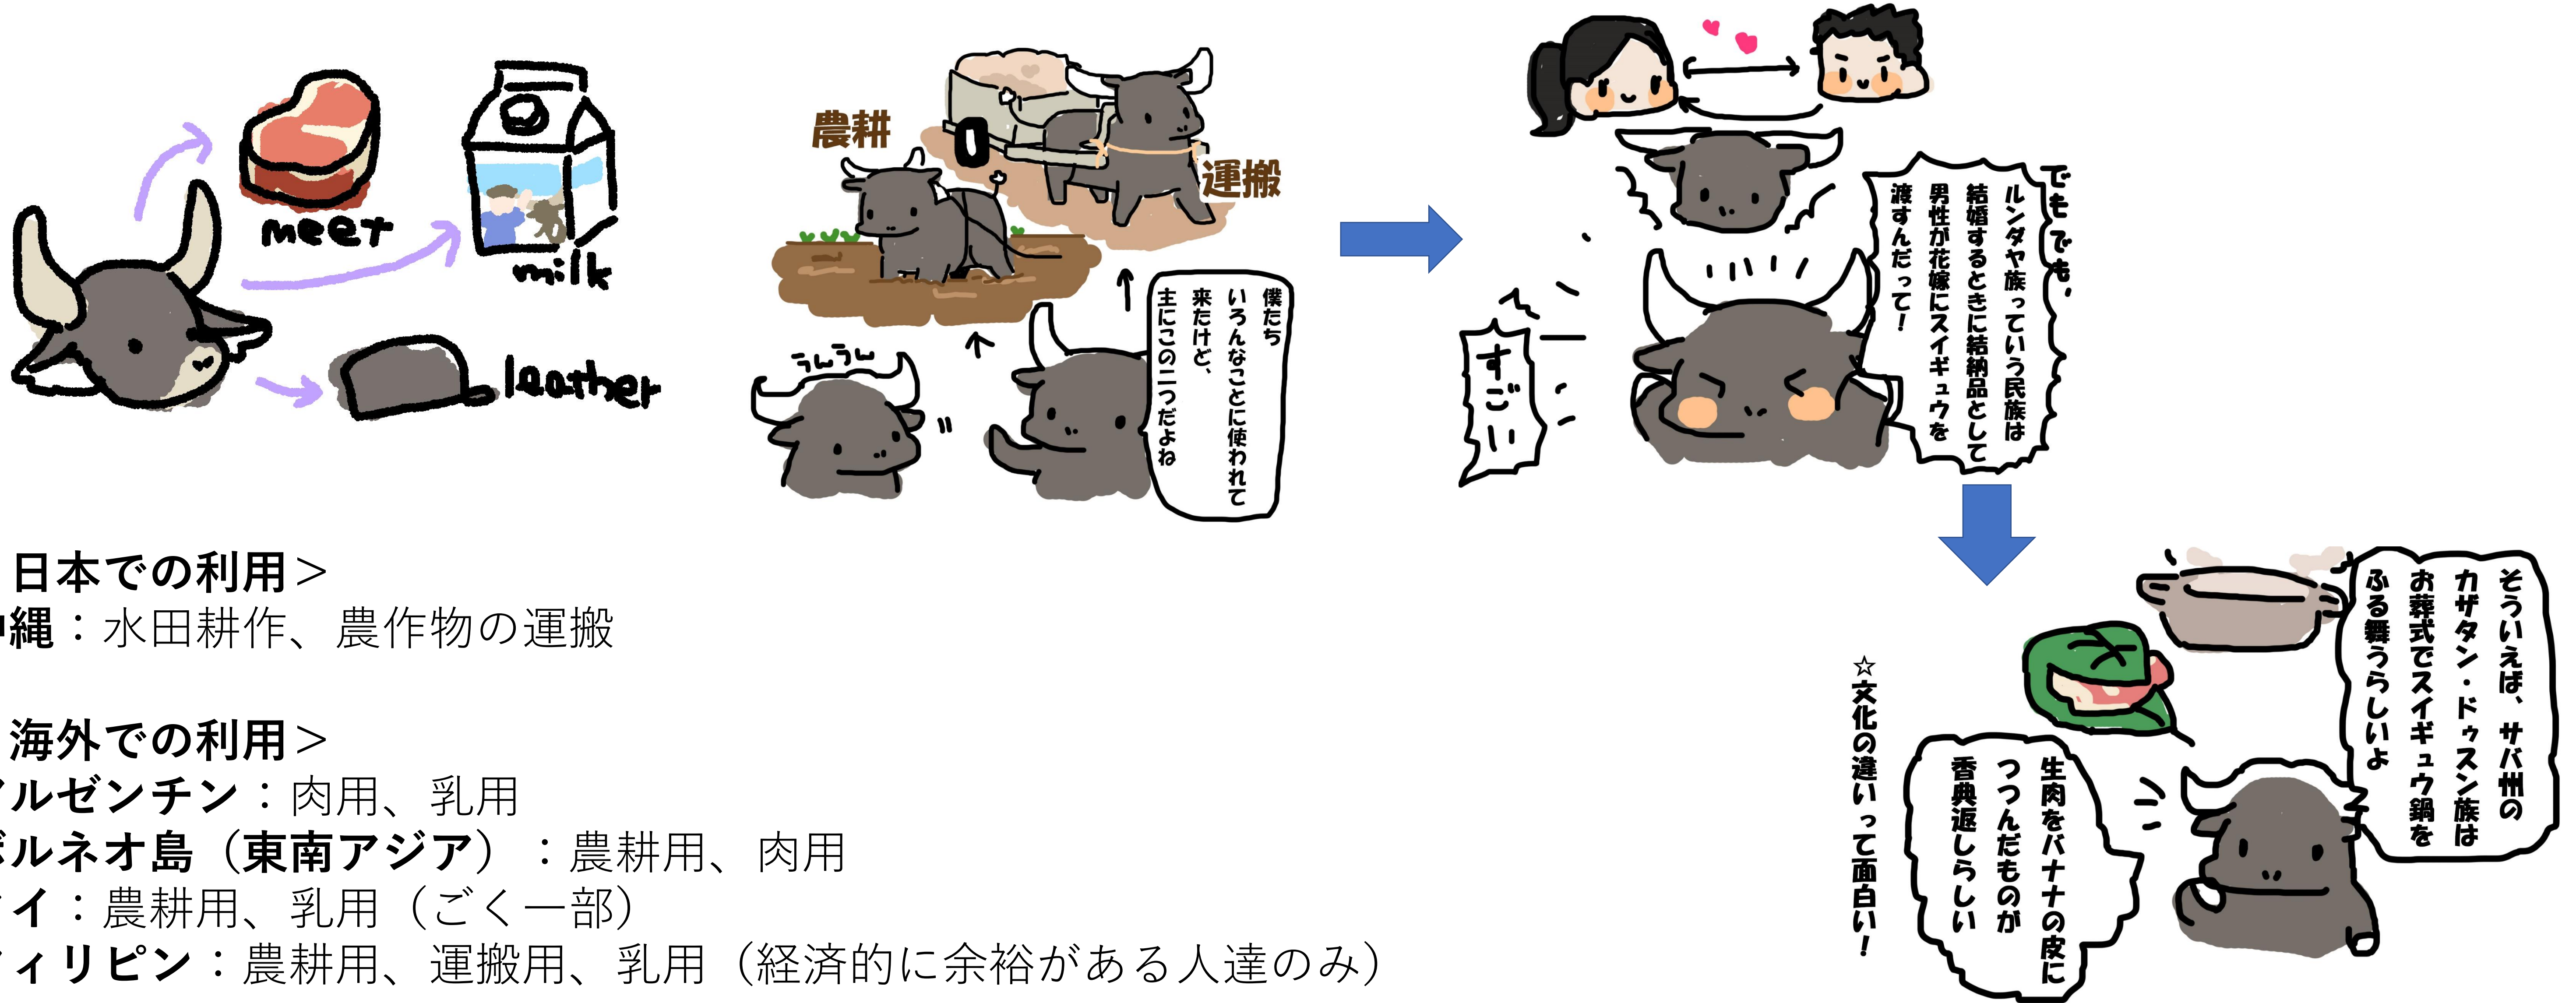 meet
milk
leather
農耕
運搬
僕たち
いろんなことに使われて
来たけど、
主にこの二つだよね
うんうん
でもでも、
ルンダヤ族っていう民族は
結婚するときに結納品として
男性が花嫁にスイギュウを
渡すんだって！
すごい
そういえば、サバ州の
カザタン・ドゥスン族は
お葬式でスイギュウ鍋を
ふる舞うらしいよ
生肉をバナナの皮に
つつんだものが
香典返しらしい
☆文化の違いって面白い！
日本での利用＞
縄：水田耕作、農作物の運搬
海外での利用＞
ルゼンチン：肉用、乳用
ボルネオ島（東南アジア）：農耕用、肉用
イ：農耕用、乳用（ごく一部）
ィリピン：農耕用、運搬用、乳用（経済的に余裕がある人達のみ）